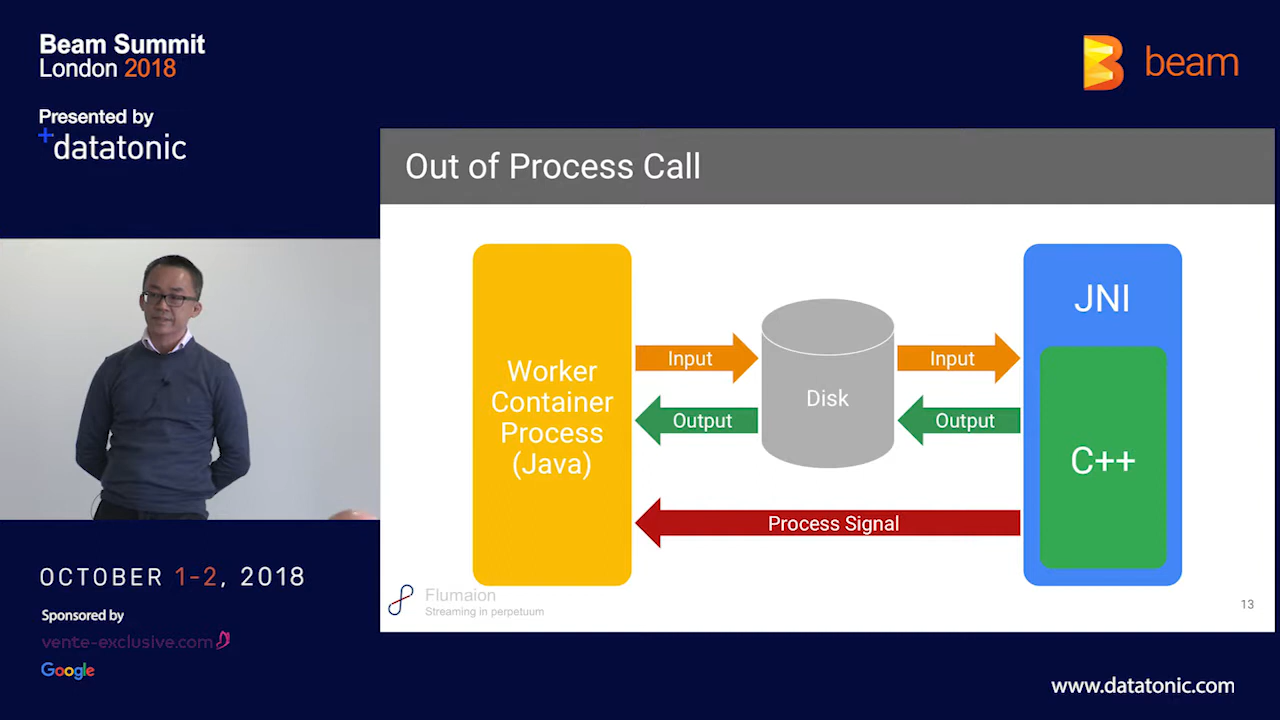 Beam Summit
London 2018
Presented by
+datatonic
beam
Out of Process Call
Worker
Container
Process
(Java)
Input
Output
Disk
Input
Output
Process Signal
JNI
C++
Flumaion
Streaming in perpetuum
13
OCTOBER 1-2, 2018
Sponsored by
vente-exclusive.com
Google
www.datatonic.com